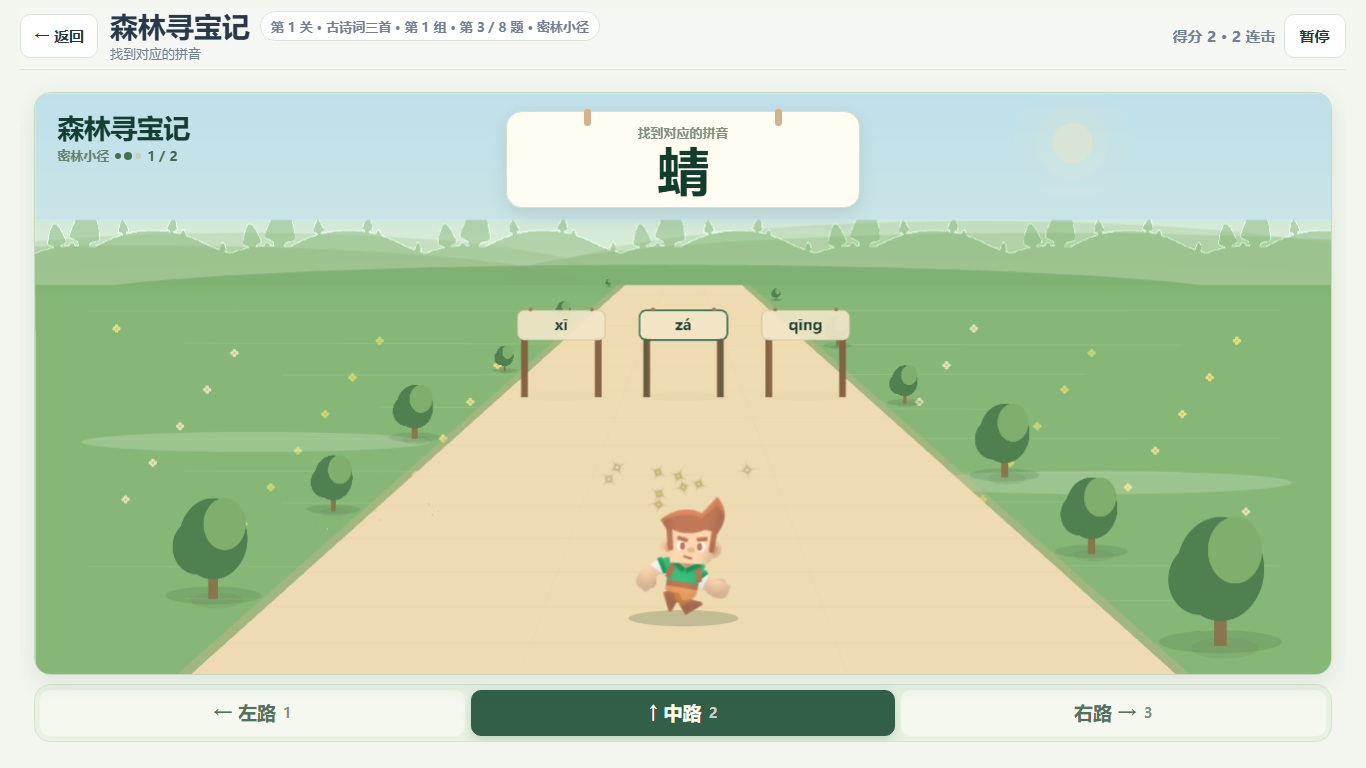 ← 返回
森林寻宝记
第 1 关 • 古诗词三首 • 第 1 组 • 第 3 / 8 题 • 密林小径
找到对应的拼音
得分 2 • 2 连击
暂停
森林寻宝记
密林小径 1 / 2
找到对应的拼音
蜻
xī
zá
qīng
← 左路 1
↑ 中路 2
右路 → 3